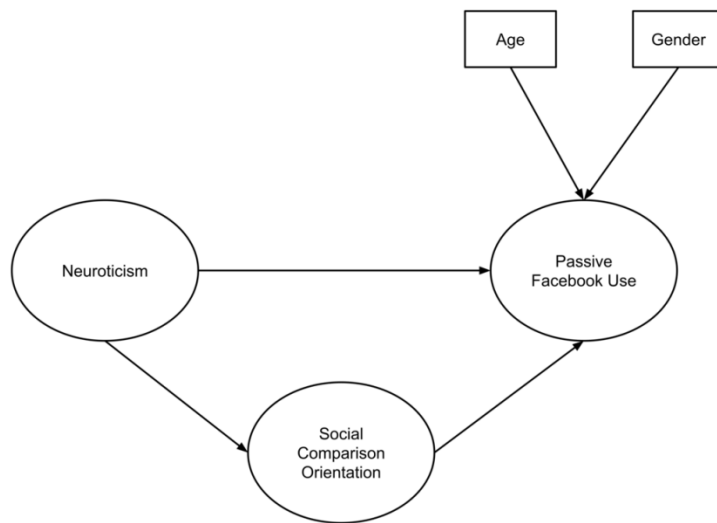 Age
Gender
Neuroticism
Passive
Facebook Use
Social
Comparison
Orientation